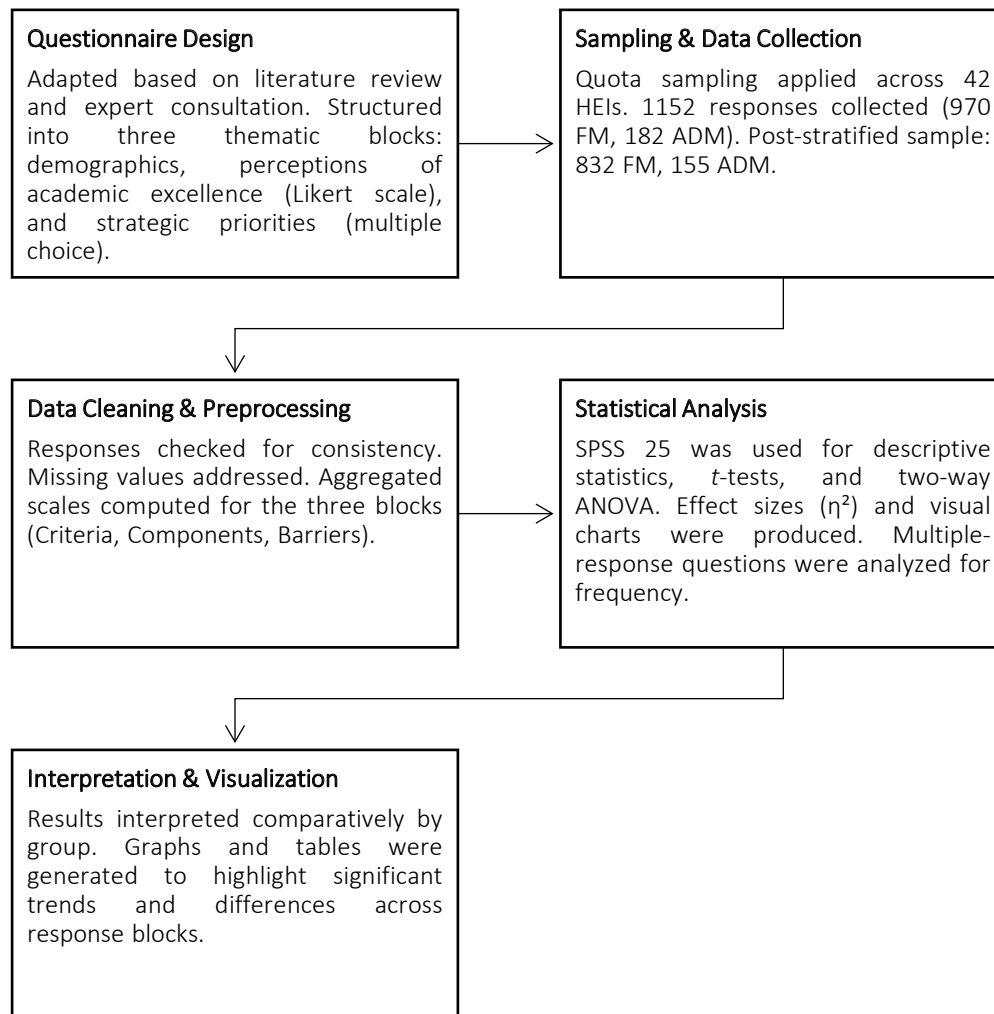 Questionnaire Design
Adapted based on literature review
and expert consultation. Structured
into three thematic blocks:
demographics, perceptions of
academic excellence (Likert scale),
and strategic priorities (multiple
choice).
Sampling & Data Collection
Quota sampling applied across 42
HEIs. 1152 responses collected (970
FM, 182 ADM). Post-stratified sample:
832 FM, 155 ADM.
Data Cleaning & Preprocessing
Responses checked for consistency.
Missing values addressed. Aggregated
scales computed for the three blocks
(Criteria, Components, Barriers).
Statistical Analysis
SPSS 25 was used for descriptive
statistics, t-tests, and two-way
ANOVA. Effect sizes (η²) and visual
charts were produced. Multiple-
response questions were analyzed for
frequency.
Interpretation & Visualization
Results interpreted comparatively by
group. Graphs and tables were
generated to highlight significant
trends and differences across
response blocks.